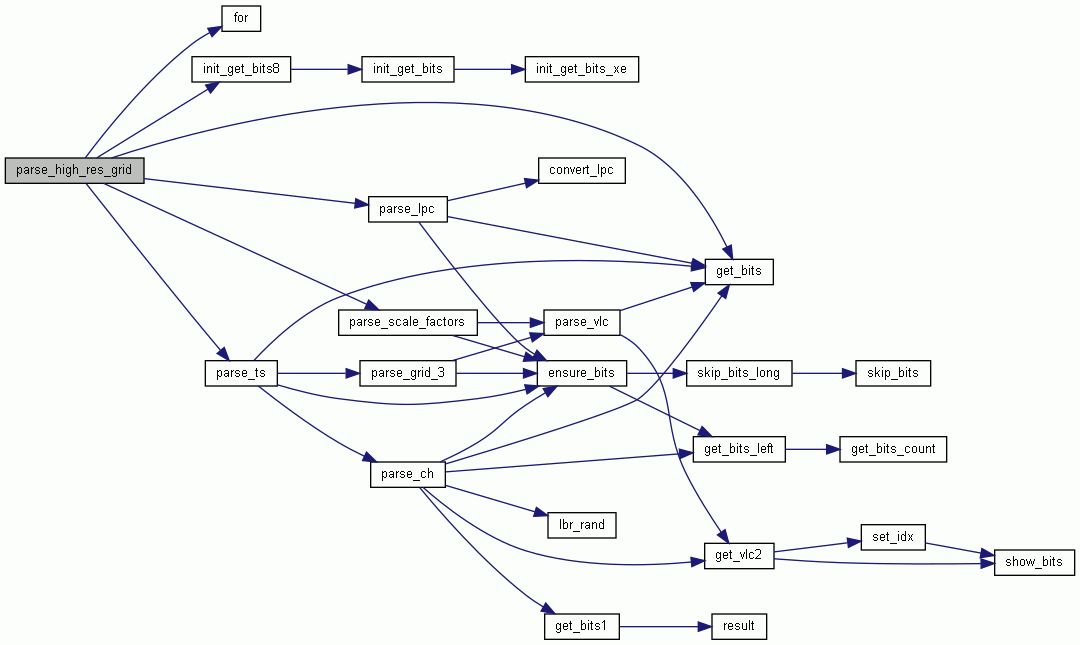 for
init_get_bits8
init_get_bits
init_get_bits_xe
parse_high_res_grid
convert_lpc
parse_lpc
get_bits
parse_scale_factors
parse_vlc
parse_ts
parse_grid_3
ensure_bits
skip_bits_long
skip_bits
get_bits_left
get_bits_count
parse_ch
lbr_rand
set_idx
get_vlc2
show_bits
get_bits1
result